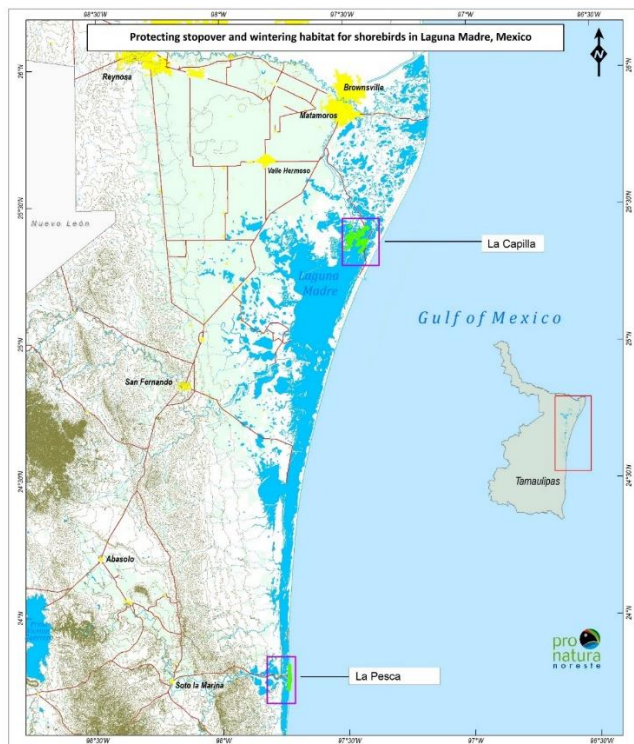 98°30'W
98°W
97°30'W
97°W
96°30'W
Protecting stopover and wintering habitat for shorebirds in Laguna Madre, Mexico
N
26°N
26°N
Reynosa
Brownsville
Matamoros
Valle Hermoso
25°30'N
25°30'N
Nuevo León
La Capilla
Laguna
Madre
Gulf of Mexico
25°N
25°N
San Fernando
24°30'N
24°30'N
Tamaulipas
Abasolo
24°N
24°N
pro
natura
noreste
Soto la Marina
La Pesca
98°30'W
98°W
97°30'W
97°W
96°30'W